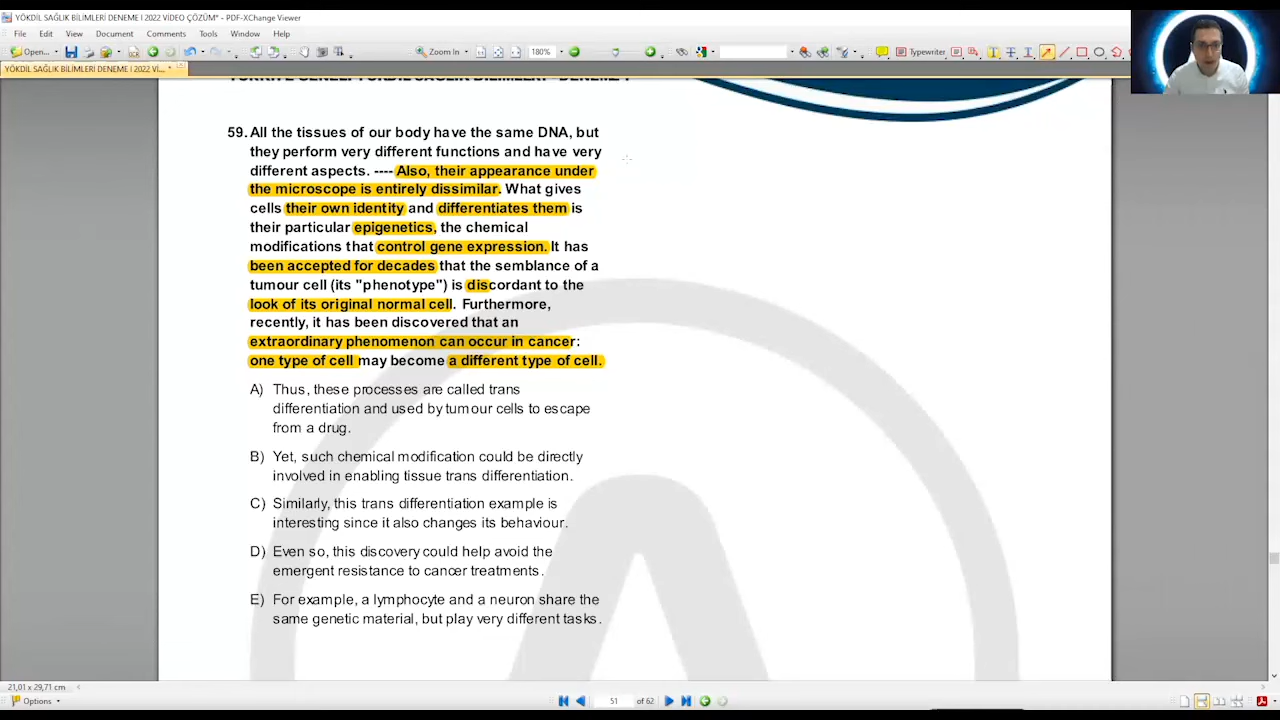 YÖKDİL SAĞLIK BİLİMLERİ DENEME I 2022 VİDEO ÇÖZÜM* - PDF-XChange Viewer
File Edit View Document Comments Tools Window Help
Open... Zoom In 180% Typewriter
YÖKDİL SAĞLIK BİLİMLERİ DENEME I 2022 Vİ... *
TÜRKİYE GENELİ YÖKDİL SAĞLIK BİLİMLERİ - DENEME I
59. All the tissues of our body have the same DNA, but
they perform very different functions and have very
different aspects. ---- Also, their appearance under
the microscope is entirely dissimilar. What gives
cells their own identity and differentiates them is
their particular epigenetics, the chemical
modifications that control gene expression. It has
been accepted for decades that the semblance of a
tumour cell (its "phenotype") is discordant to the
look of its original normal cell. Furthermore,
recently, it has been discovered that an
extraordinary phenomenon can occur in cancer:
one type of cell may become a different type of cell.
A) Thus, these processes are called trans
differentiation and used by tumour cells to escape
from a drug.
B) Yet, such chemical modification could be directly
involved in enabling tissue trans differentiation.
C) Similarly, this trans differentiation example is
interesting since it also changes its behaviour.
D) Even so, this discovery could help avoid the
emergent resistance to cancer treatments.
E) For example, a lymphocyte and a neuron share the
same genetic material, but play very different tasks.
21,01 x 29,71 cm
Options 51 of 62